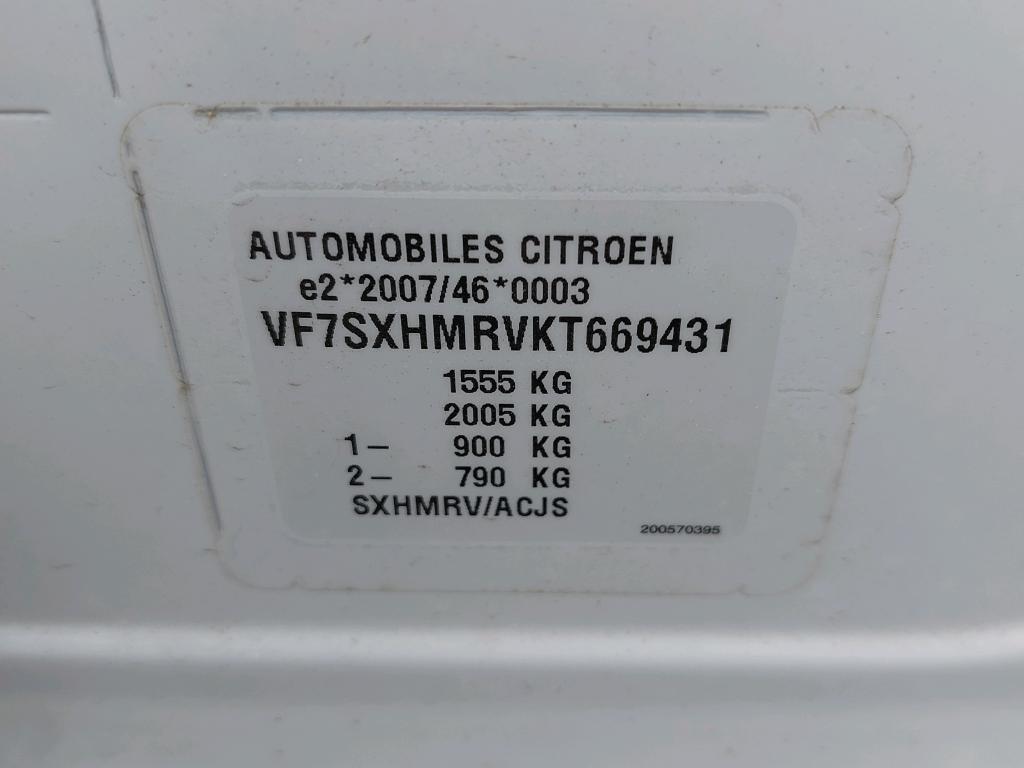 AUTOMOBILES CITROEN
e2*2007/46*0003
VF7SXHMRVKT669431
1555 KG
2005 KG
1– 900 KG
2– 790 KG
SXHMRV/ACJS
200570395